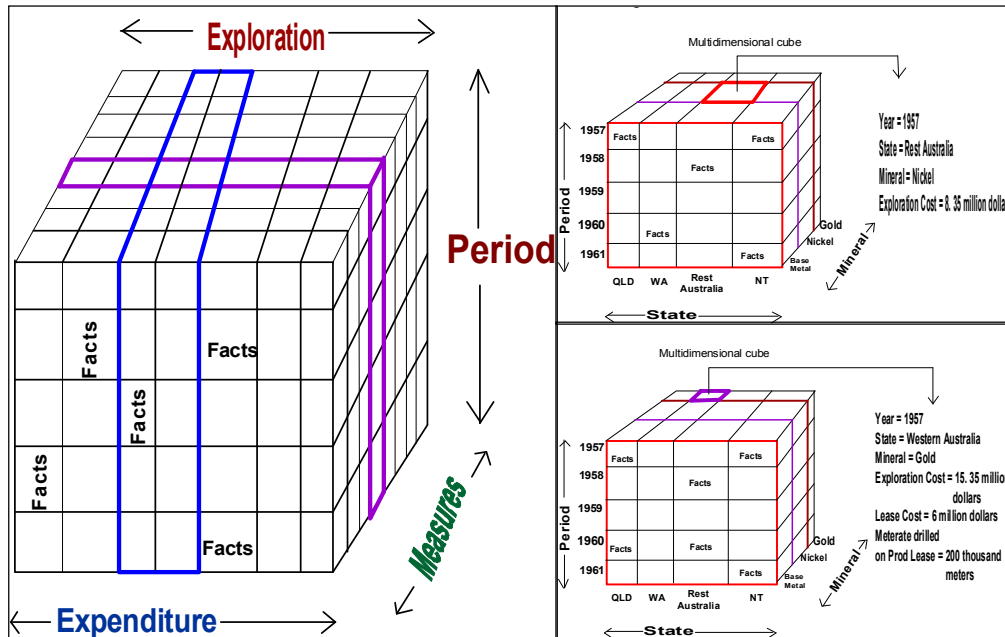 Exploration
Period
Facts
Facts
Facts
Facts
Facts
Measures
Expenditure
Multidimensional cube
1957
1958
1959
1960
1961
Period
Facts
Facts
Facts
Facts
Facts
Gold
Nickel
Base
Metal
Mineral
QLD
WA
Rest
Australia
NT
State
Year = 1957
State = Rest Australia
Mineral = Nickel
Exploration Cost = 8. 35 million dolla
Multidimensional cube
1957
1958
1959
1960
1961
Period
Facts
Facts
Facts
Facts
Facts
Facts
Gold
Nickel
Base
Metal
Mineral
QLD
WA
Rest
Australia
NT
State
Year = 1957
State = Western Australia
Mineral = Gold
Exploration Cost = 15. 35 million
dollars
Lease Cost = 6 million dollars
Meterate drilled
on Prod Lease = 200 thousand
meters